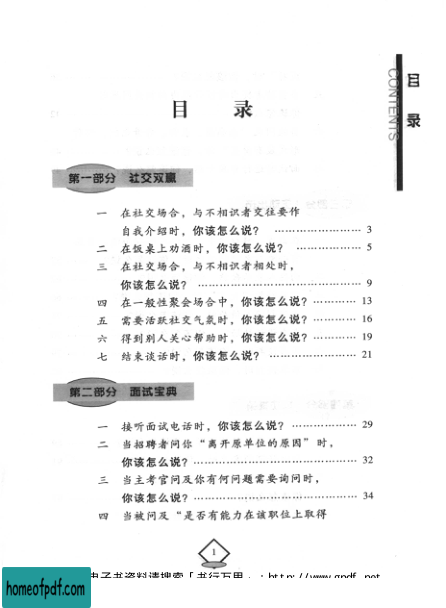 目 录
CONTENTS
目 录
第一部分 社交双赢
一 在社交场合，与不相识者交往要作
自我介绍时，你该怎么说？ ………………… 3
二 在饭桌上劝酒时，你该怎么说？ ………………… 5
三 在社交场合，与不相识者相处时，
你该怎么说？ ………………………………… 9
四 在一般性聚会场合中，你该怎么说？ ………… 13
五 需要活跃社交气氛时，你该怎么说？ ………… 16
六 得到别人关心帮助时，你该怎么说？ ………… 19
七 结束谈话时，你该怎么说？ …………………… 21
第二部分 面试宝典
一 接听面试电话时，你该怎么说？ ……………… 29
二 当招聘者问你“离开原单位的原因”时，
你该怎么说？ ………………………………… 32
三 当主考官问及你有何问题需要询问时，
你该怎么说？ ………………………………… 34
四 当被问及“是否有能力在该职位上取得
1
电子书资料请搜索「书行万里」：http://www.gpdf.net
homeofpdf.com